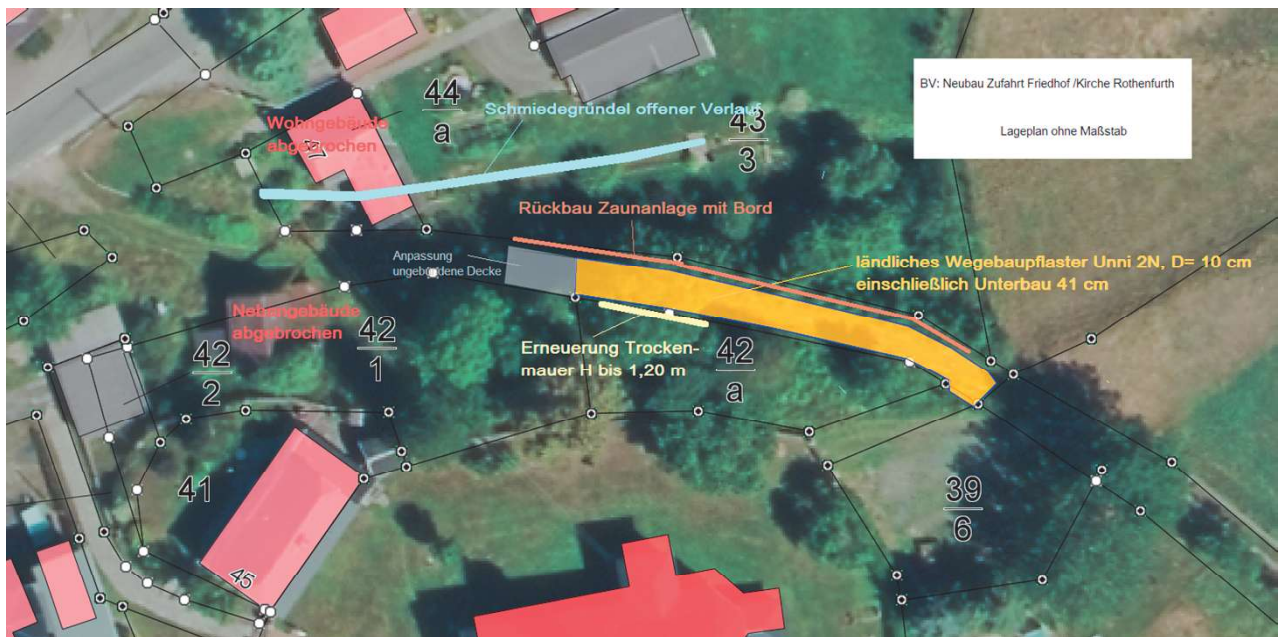 BV: Neubau Zufahrt Friedhof /Kirche Rothenfurth
Lageplan ohne Maßstab
44
a
Schmiedegründel offener Verlauf
43
3
Wohngebäude
abgebrochen
47
Rückbau Zaunanlage mit Bord
Anpassung
ungebundene Decke
ländliches Wegebaupflaster Unni 2N, D= 10 cm
einschließlich Unterbau 41 cm
Nebengebäude
abgebrochen
42
2
42
1
Erneuerung Trocken-
mauer H bis 1,20 m
42
a
41
45
39
6